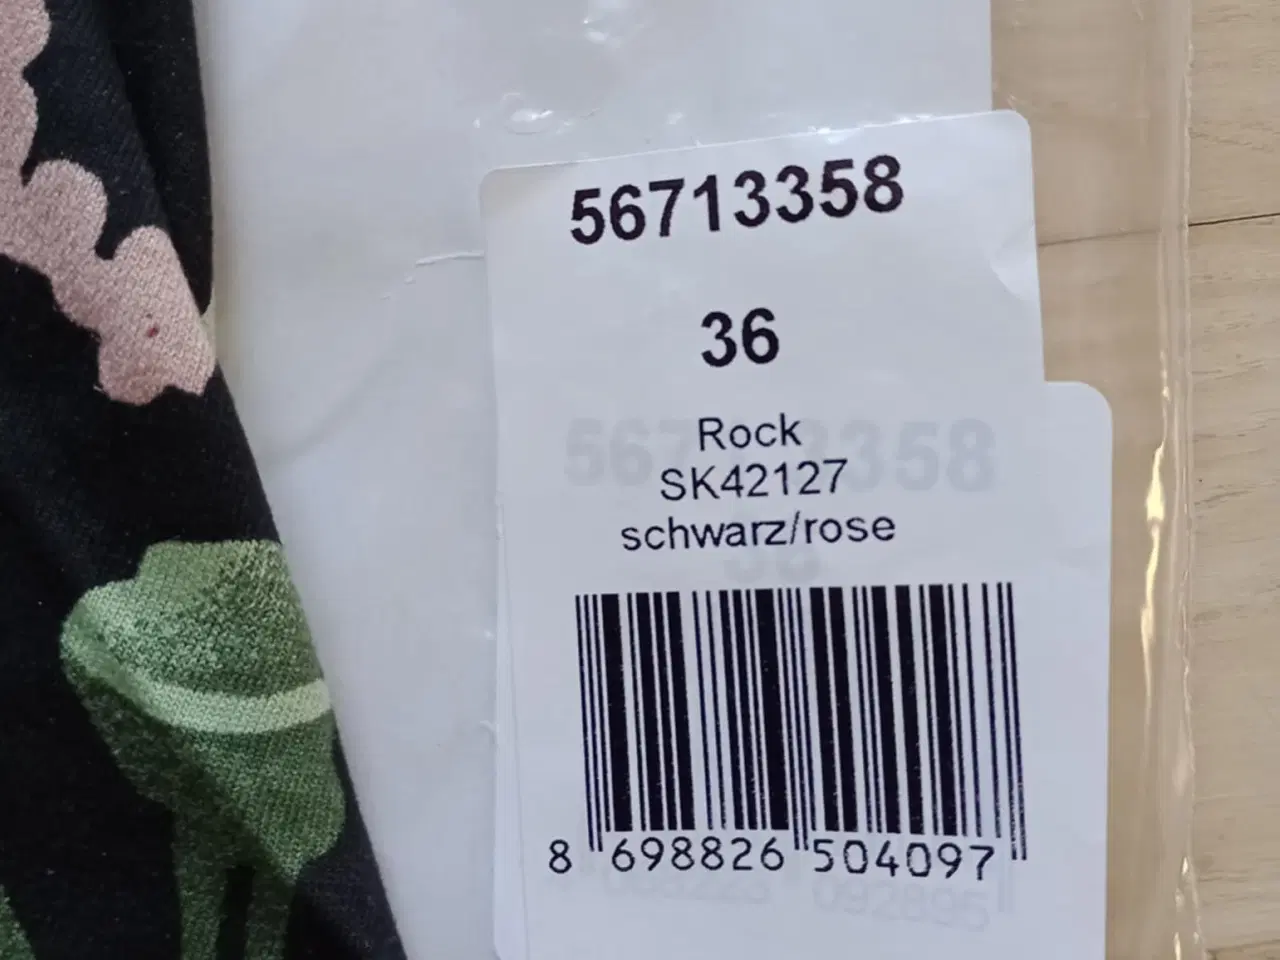 56713358
36
Rock
SK42127
schwarz/rose
8 698826 504097